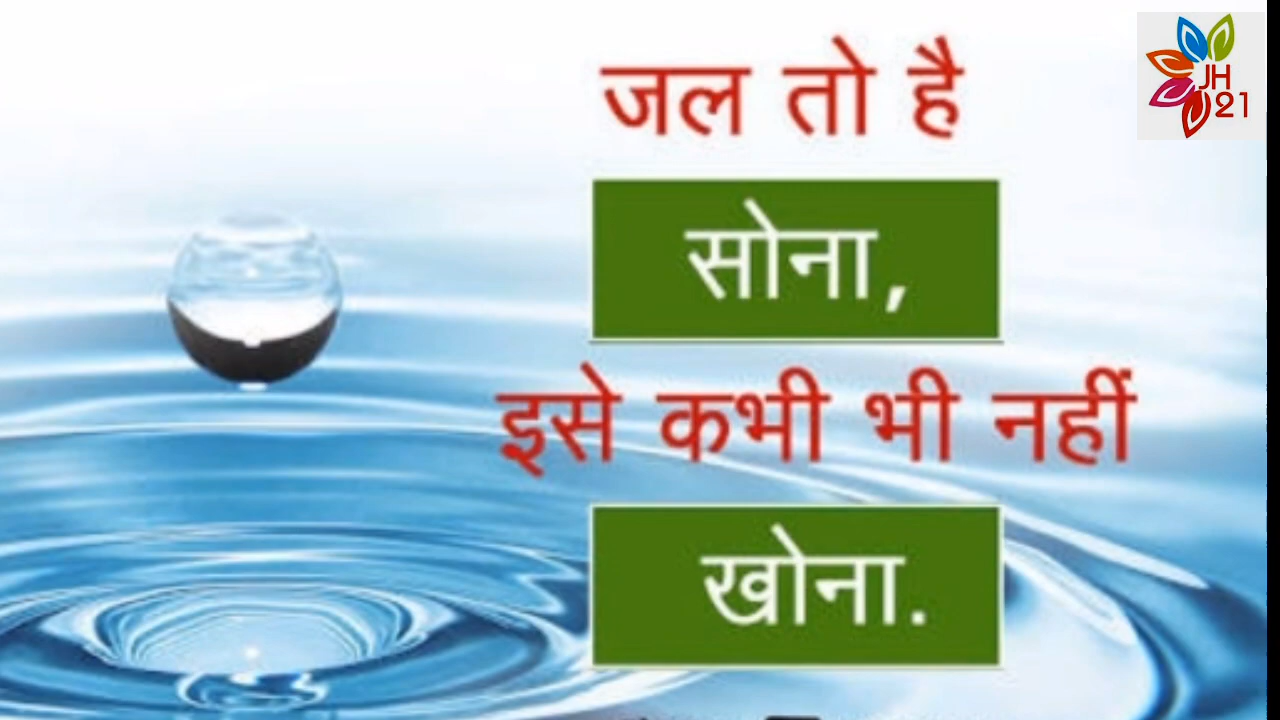 JH
21
जल तो है
सोना,
इसे कभी भी नहीं
खोना.